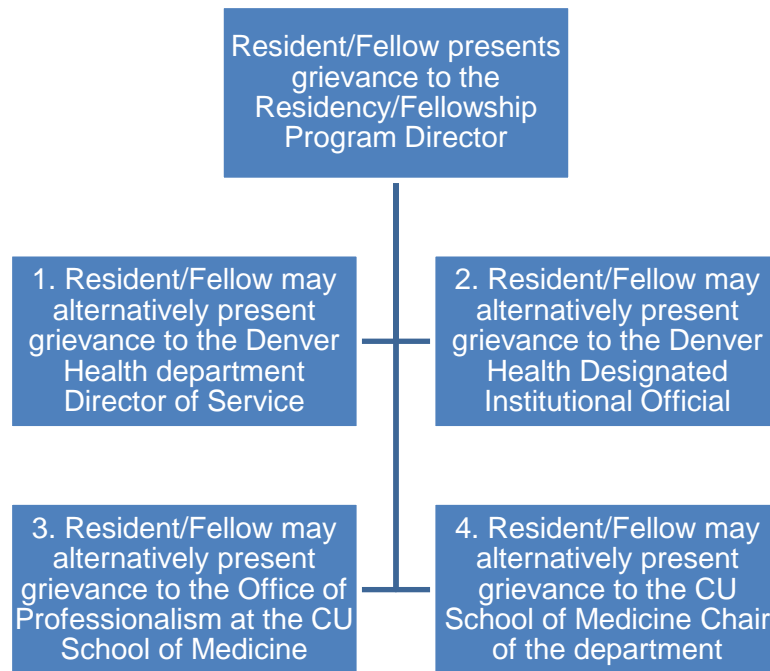 Resident/Fellow presents
grievance to the
Residency/Fellowship
Program Director
1. Resident/Fellow may
alternatively present
grievance to the Denver
Health department
Director of Service
2. Resident/Fellow may
alternatively present
grievance to the Denver
Health Designated
Institutional Official
3. Resident/Fellow may
alternatively present
grievance to the Office of
Professionalism at the CU
School of Medicine
4. Resident/Fellow may
alternatively present
grievance to the CU
School of Medicine Chair
of the department